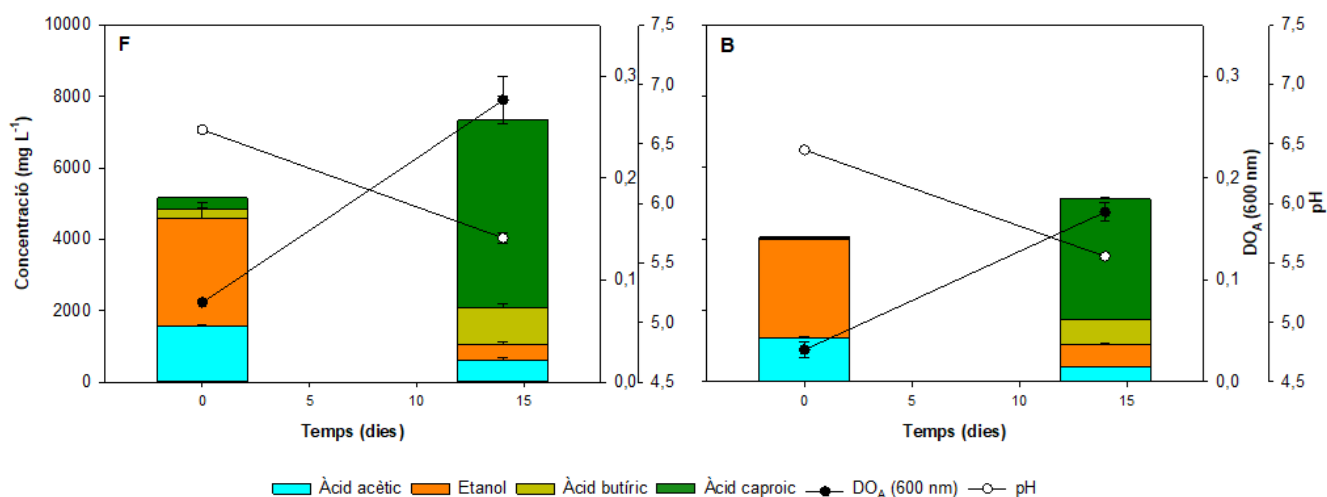 F
B
Concentració (mg L-1)
10000
8000
6000
4000
2000
0
0,3
0,2
0,1
0,0
7,5
7,0
6,5
6,0
5,5
5,0
4,5
0,3
0,2
0,1
0,0
DOA (600 nm)
7,5
7,0
6,5
6,0
5,5
5,0
4,5
pH
0 5 10 15
0 5 10 15
Temps (dies)
Temps (dies)
Àcid acètic Etanol Àcid butíric Àcid caproic DOA (600 nm) pH